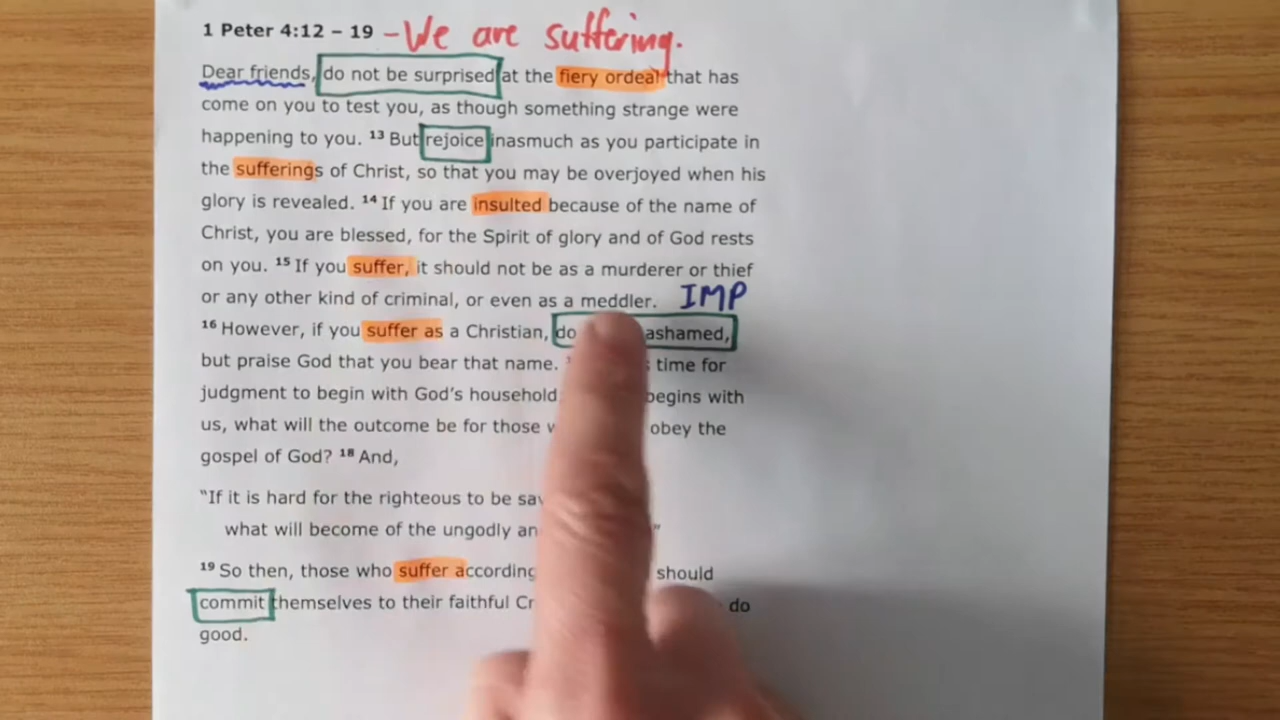 1 Peter 4:12 – 19 – We are suffering.
Dear friends, do not be surprised at the fiery ordeal that has
come on you to test you, as though something strange were
happening to you. 13 But rejoice inasmuch as you participate in
the sufferings of Christ, so that you may be overjoyed when his
glory is revealed. 14 If you are insulted because of the name of
Christ, you are blessed, for the Spirit of glory and of God rests
on you. 15 If you suffer, it should not be as a murderer or thief
or any other kind of criminal, or even as a meddler. IMP
16 However, if you suffer as a Christian, do ashamed,
but praise God that you bear that name. time for
judgment to begin with God's household begins with
us, what will the outcome be for those obey the
gospel of God? 18 And,
"If it is hard for the righteous to be
what will become of the ungodly "
19 So then, those who suffer should
commit themselves to their faithful do
good.